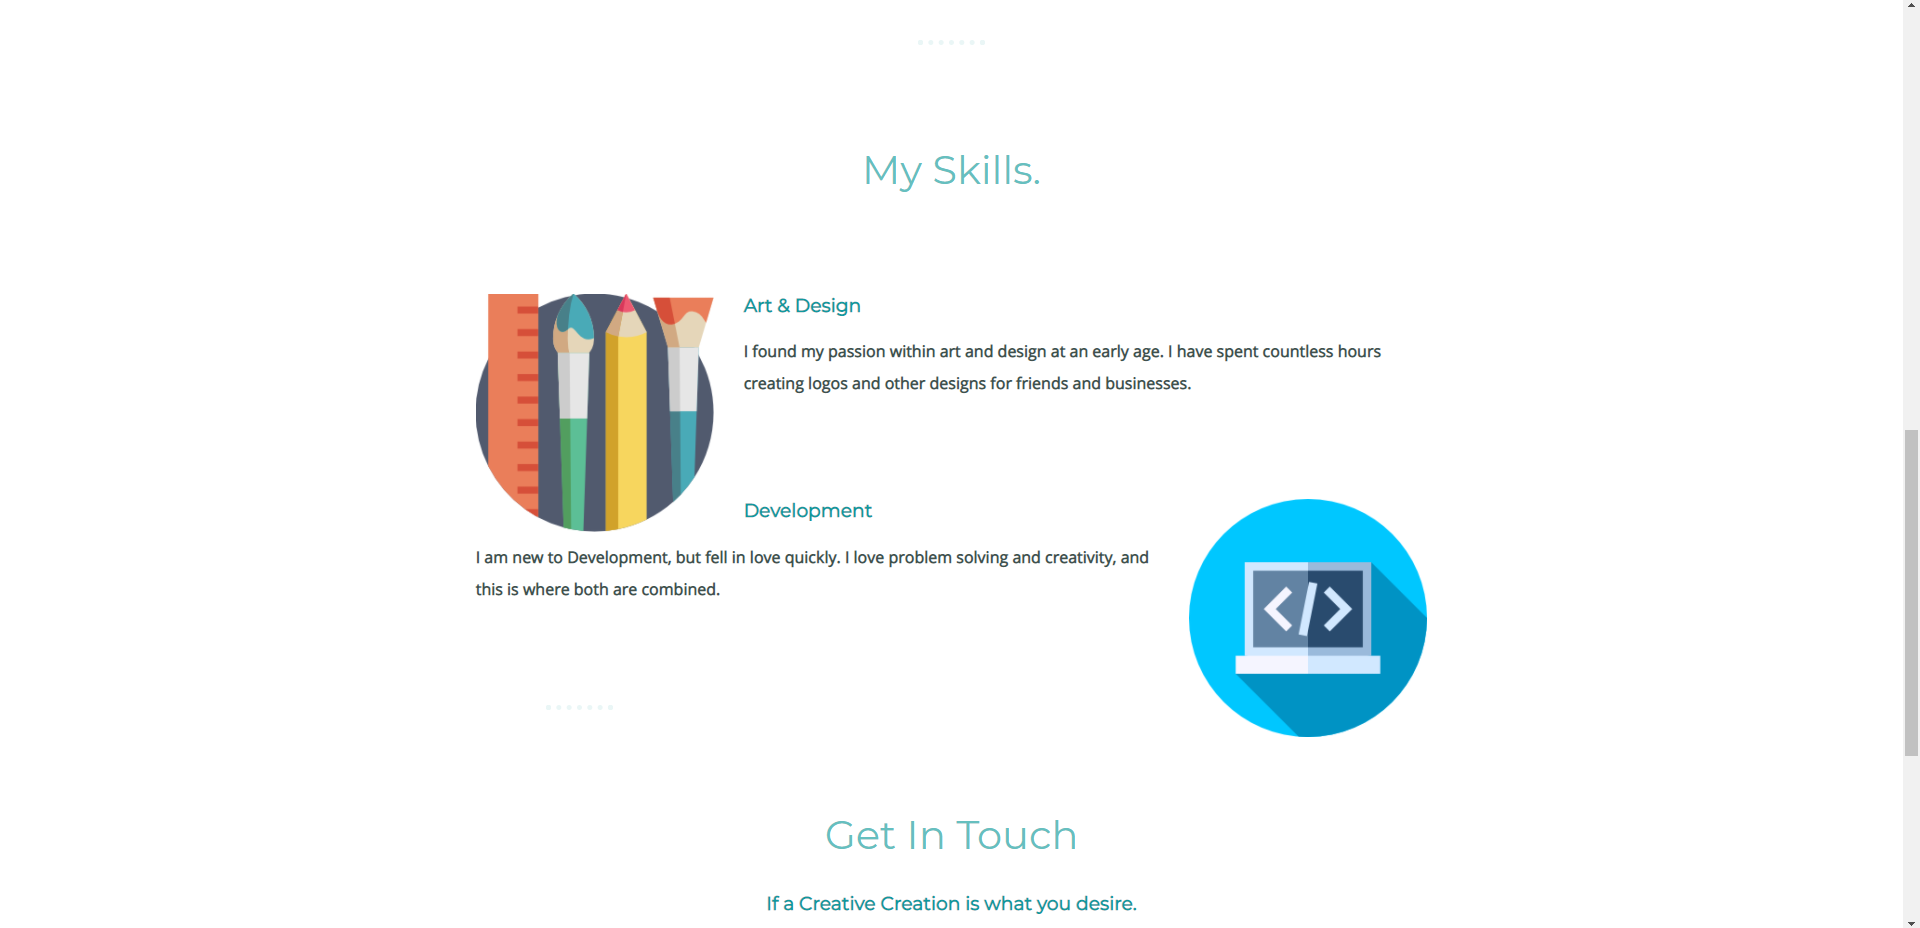 My Skills.
Art & Design
I found my passion within art and design at an early age. I have spent countless hours
creating logos and other designs for friends and businesses.
Development
I am new to Development, but fell in love quickly. I love problem solving and creativity, and
this is where both are combined.
</>
Get In Touch
If a Creative Creation is what you desire.